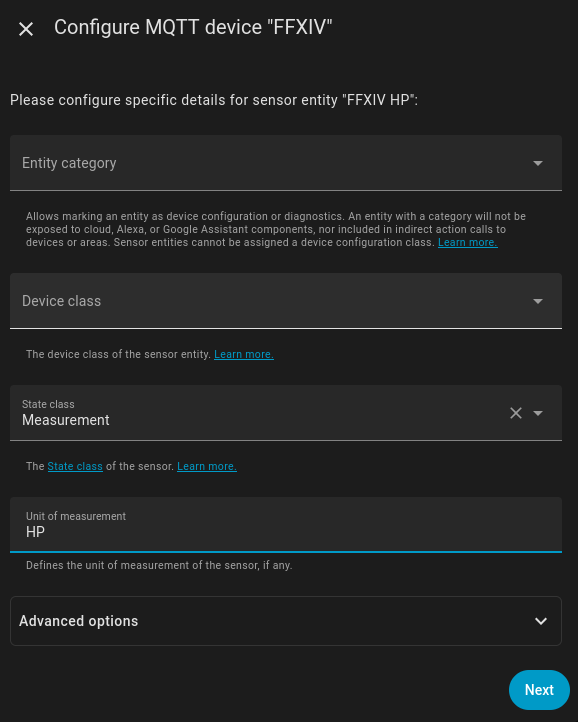 Configure MQTT device "FFXIV"
Please configure specific details for sensor entity "FFXIV HP":
Entity category
Allows marking an entity as device configuration or diagnostics. An entity with a category will not be
exposed to cloud, Alexa, or Google Assistant components, nor included in indirect action calls to
devices or areas. Sensor entities cannot be assigned a device configuration class. Learn more.
Device class
The device class of the sensor entity. Learn more.
State class
Measurement
The State class of the sensor. Learn more.
Unit of measurement
HP
Defines the unit of measurement of the sensor, if any.
Advanced options
Next